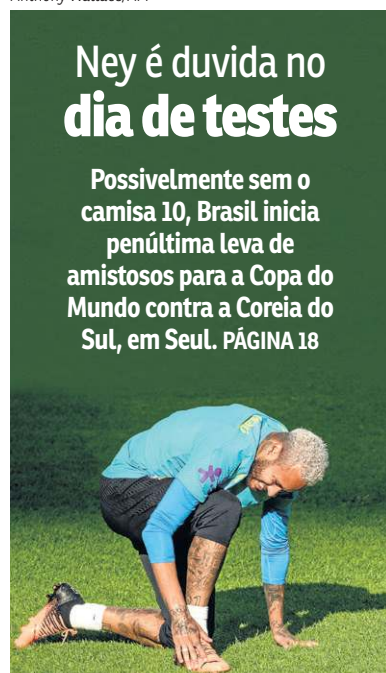 Ney é duvida no
dia de testes
Possivelmente sem o
camisa 10, Brasil inicia
penúltima leva de
amistosos para a Copa do
Mundo contra a Coreia do
Sul, em Seul. PÁGINA 18